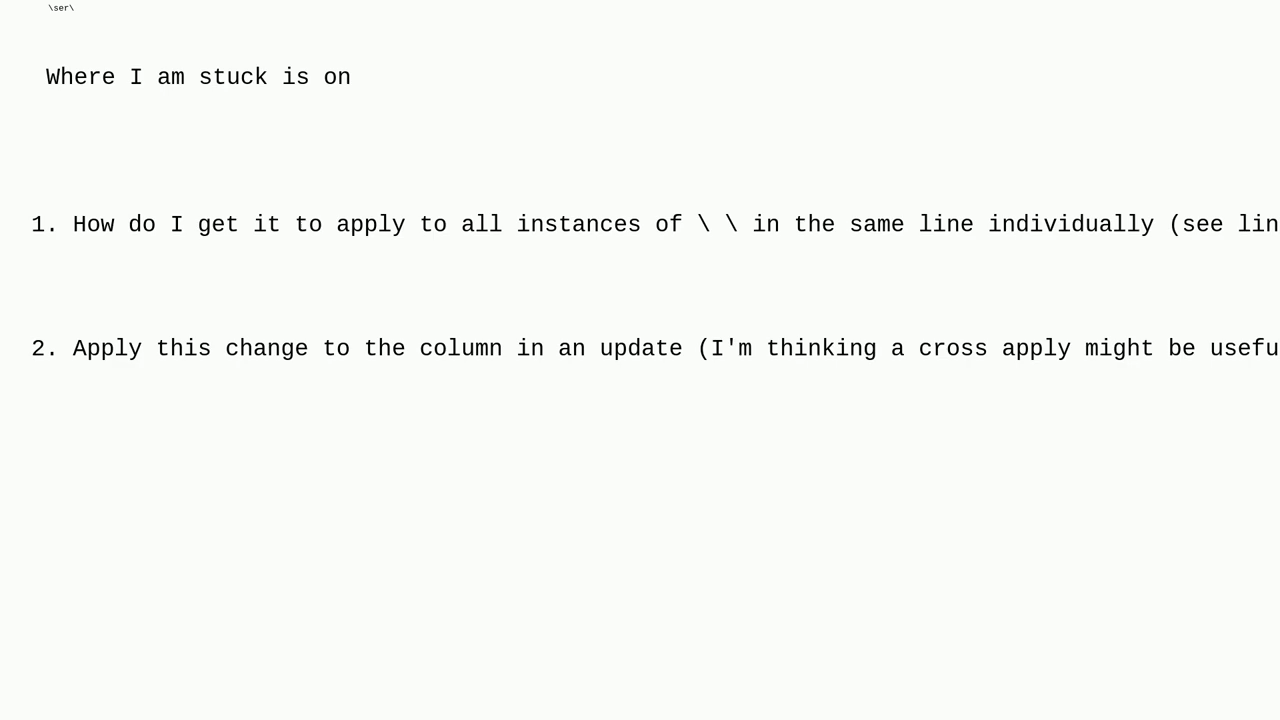 \ser\
Where I am stuck is on
1. How do I get it to apply to all instances of \ \ in the same line individually (see lin
2. Apply this change to the column in an update (I'm thinking a cross apply might be usefu